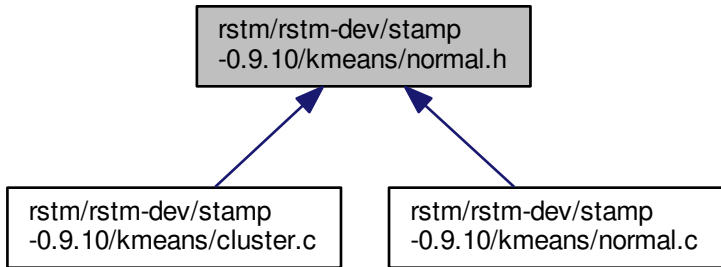 rstm/rstm-dev/stamp
-0.9.10/kmeans/normal.h
rstm/rstm-dev/stamp
-0.9.10/kmeans/cluster.c
rstm/rstm-dev/stamp
-0.9.10/kmeans/normal.c